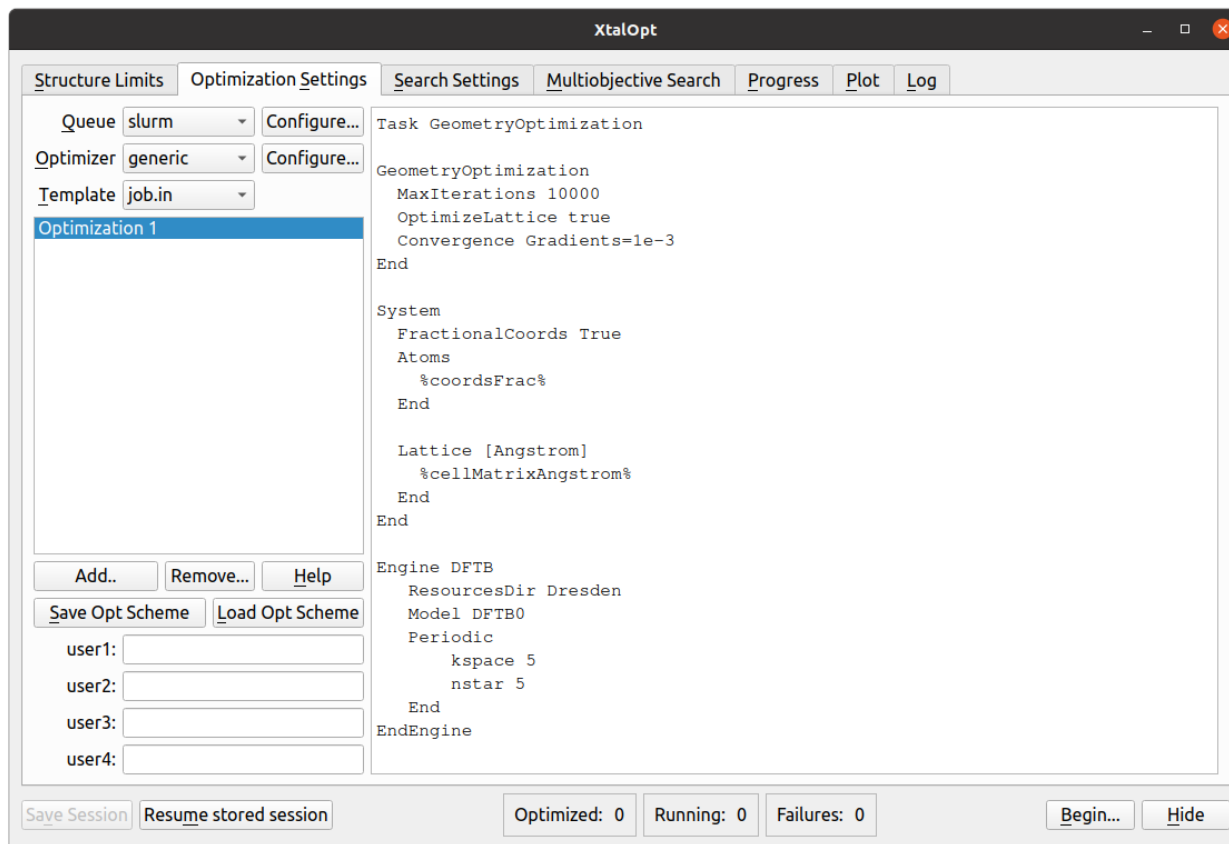 XtalOpt
Structure Limits Optimization Settings Search Settings Multiobjective Search Progress Plot Log
Queue slurm Configure...
Optimizer generic Configure...
Template job.in
Optimization 1
Add.. Remove... Help
Save Opt Scheme Load Opt Scheme
user1:
user2:
user3:
user4:
Task GeometryOptimization
GeometryOptimization
MaxIterations 10000
OptimizeLattice true
Convergence Gradients=1e-3
End
System
FractionalCoords True
Atoms
%coordsFrac%
End
Lattice [Angstrom]
%cellMatrixAngstrom%
End
End
Engine DFTB
ResourcesDir Dresden
Model DFTB0
Periodic
kspace 5
nstar 5
End
EndEngine
Save Session Resume stored session Optimized: 0 Running: 0 Failures: 0 Begin... Hide